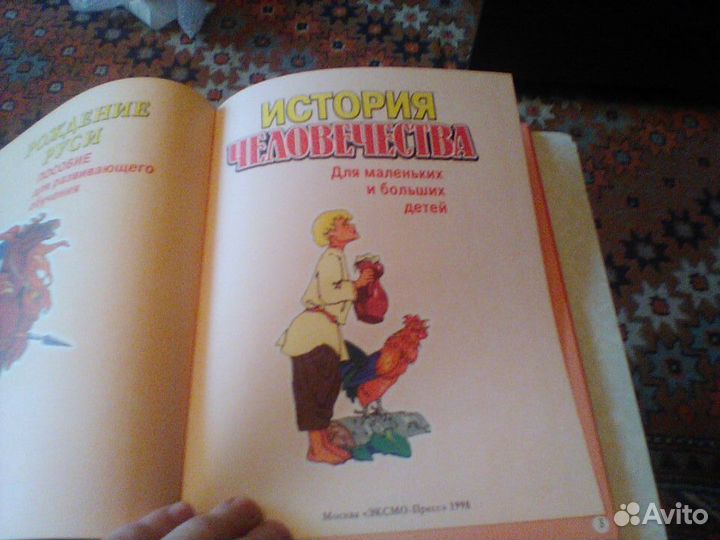 РОЖДЕНИЕ
РУСИ
ПОСОБИЕ
для развивающего
обучения
ИСТОРИЯ
ЧЕЛОВЕЧЕСТВА
Для маленьких
и больших
детей
Москва «ЭКСМО-Пресс» 1998
3
Avito